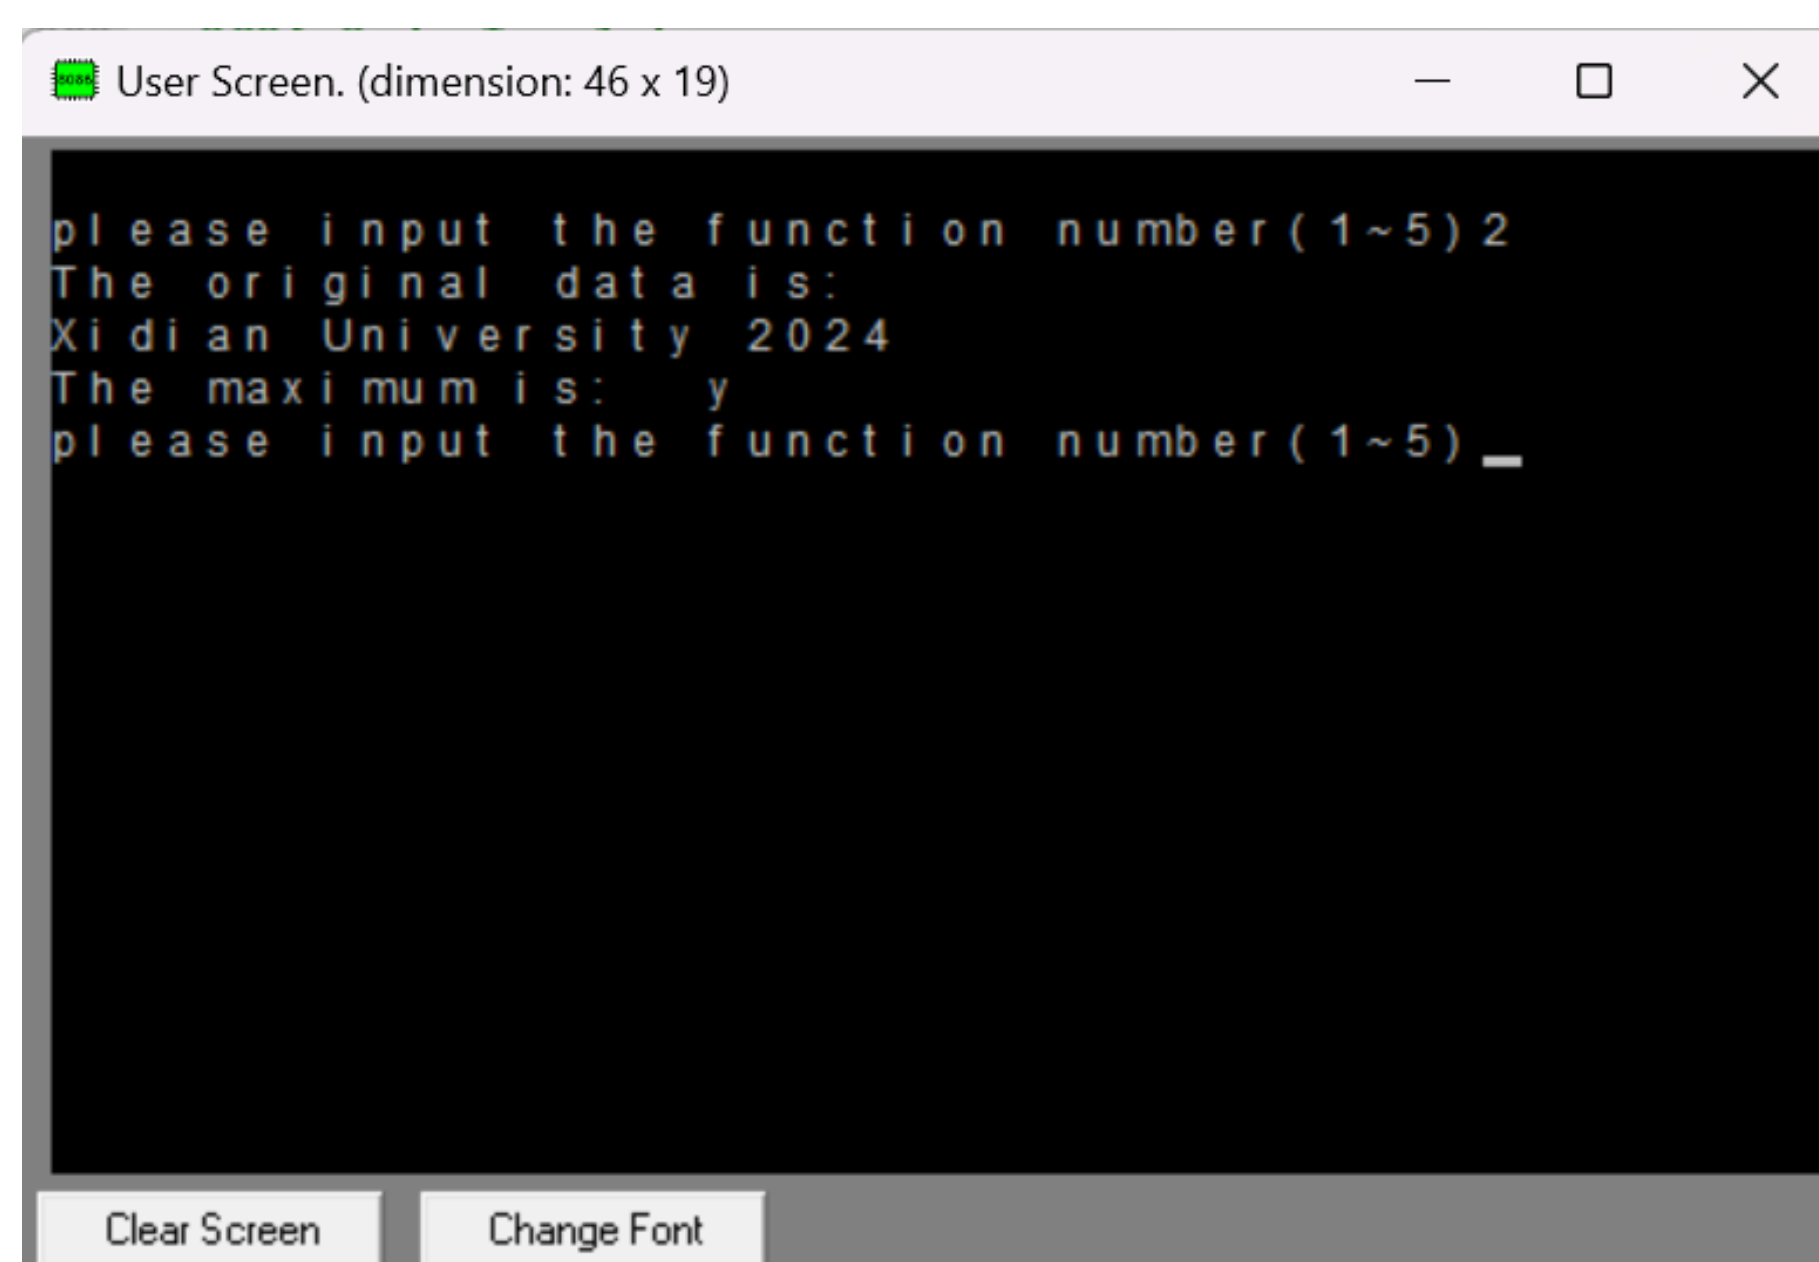 8086 User Screen. (dimension: 46 x 19)
please input the function number(1~5)2
The original data is:
Xidian University 2024
The maximum is:  y
please input the function number(1~5)
Clear Screen
Change Font